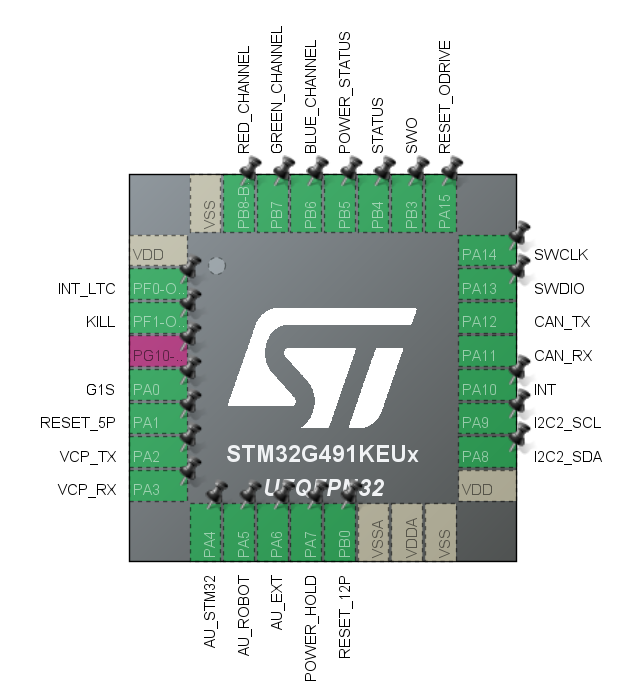 RED_CHANNEL
GREEN_CHANNEL
BLUE_CHANNEL
POWER_STATUS
STATUS
SWO
RESET_ODRIVE
VSS
PB8-B
PB7
PB6
PB5
PB4
PB3
PA15
VDD
INT_LTC PF0-O..
KILL PF1-O..
PG10-..
G1S PA0
RESET_5P PA1
VCP_TX PA2
VCP_RX PA3
PA14 SWCLK
PA13 SWDIO
PA12 CAN_TX
PA11 CAN_RX
PA10 INT
PA9 I2C2_SCL
PA8 I2C2_SDA
VDD
ST
STM32G491KEUx
UFQFPN32
PA4
PA5
PA6
PA7
PB0
VSSA
VDDA
VSS
AU_STM32
AU_ROBOT
AU_EXT
POWER_HOLD
RESET_12P